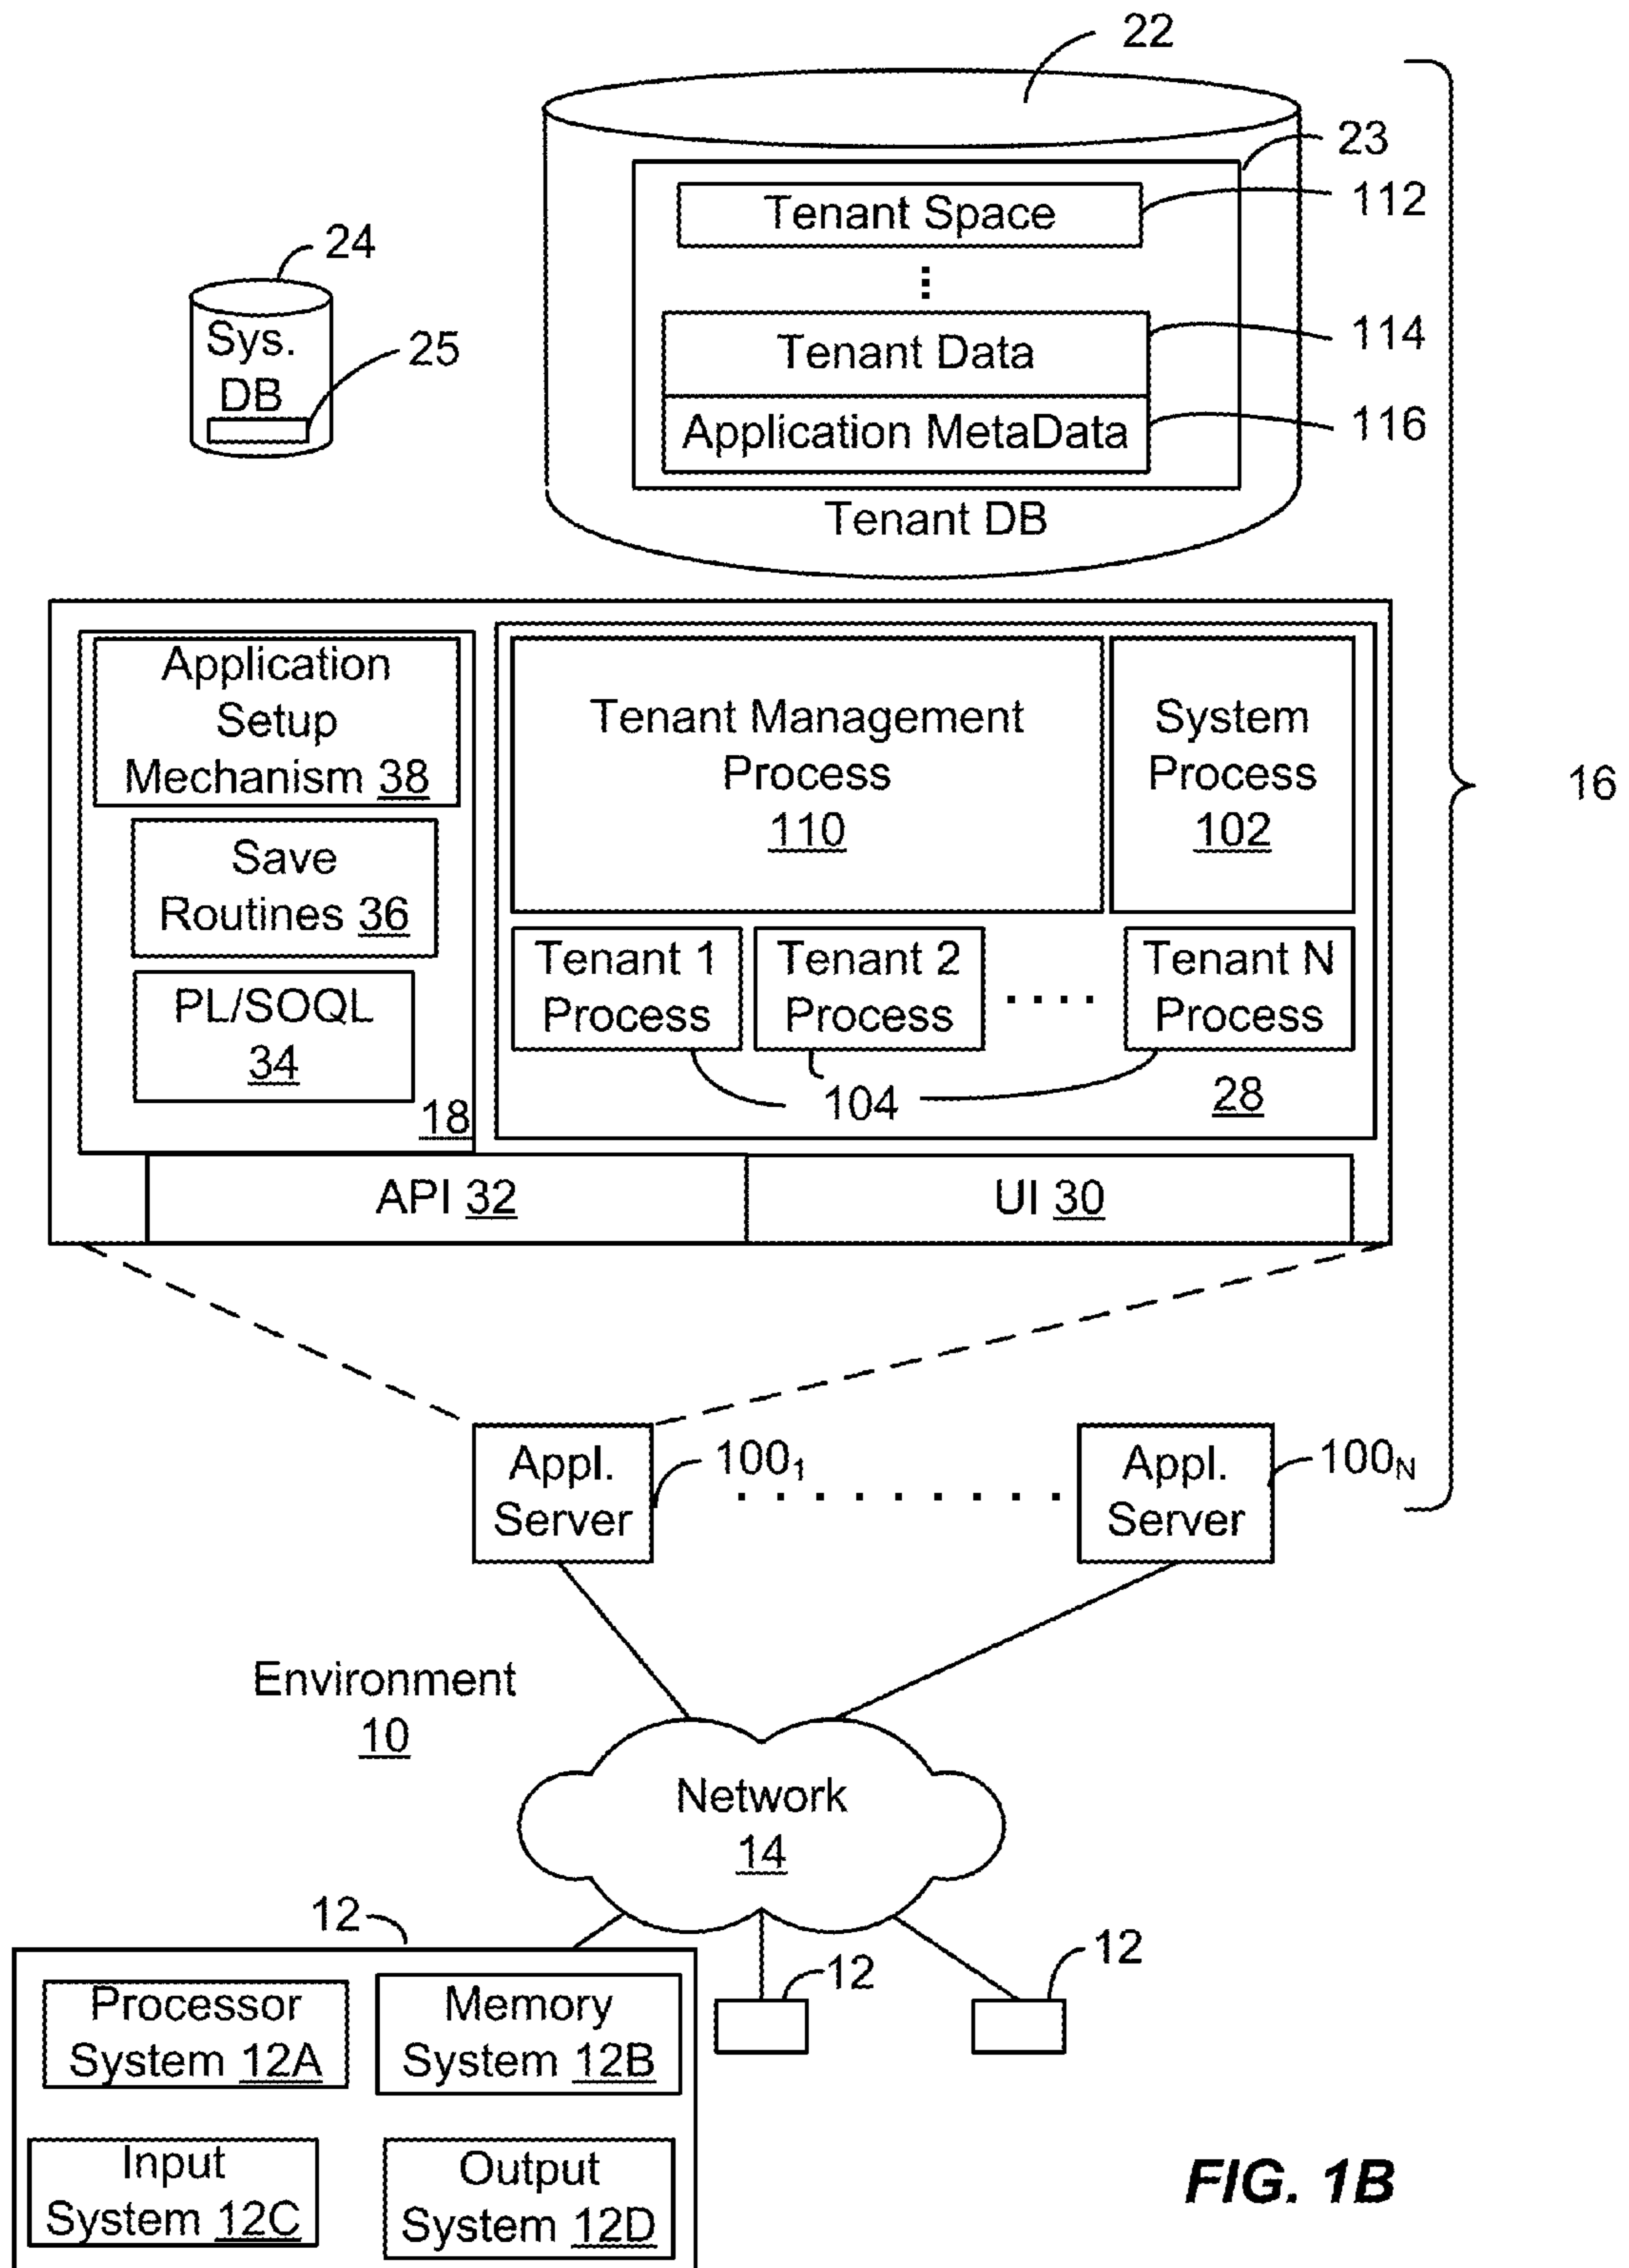 22
23
Tenant Space
112
24
Sys.
DB
25
Tenant Data
114
Application MetaData
116
Tenant DB
Application
Setup
Mechanism 38
Tenant Management
Process
110
System
Process
102
16
Save
Routines 36
Tenant 1
Process
Tenant 2
Process
....
Tenant N
Process
PL/SOQL
34
104
28
18
API 32
UI 30
Appl.
Server
100₁
.........
Appl.
Server
100N
Environment
10
Network
14
12
12
12
Processor
System 12A
Memory
System 12B
Input
System 12C
Output
System 12D
FIG. 1B